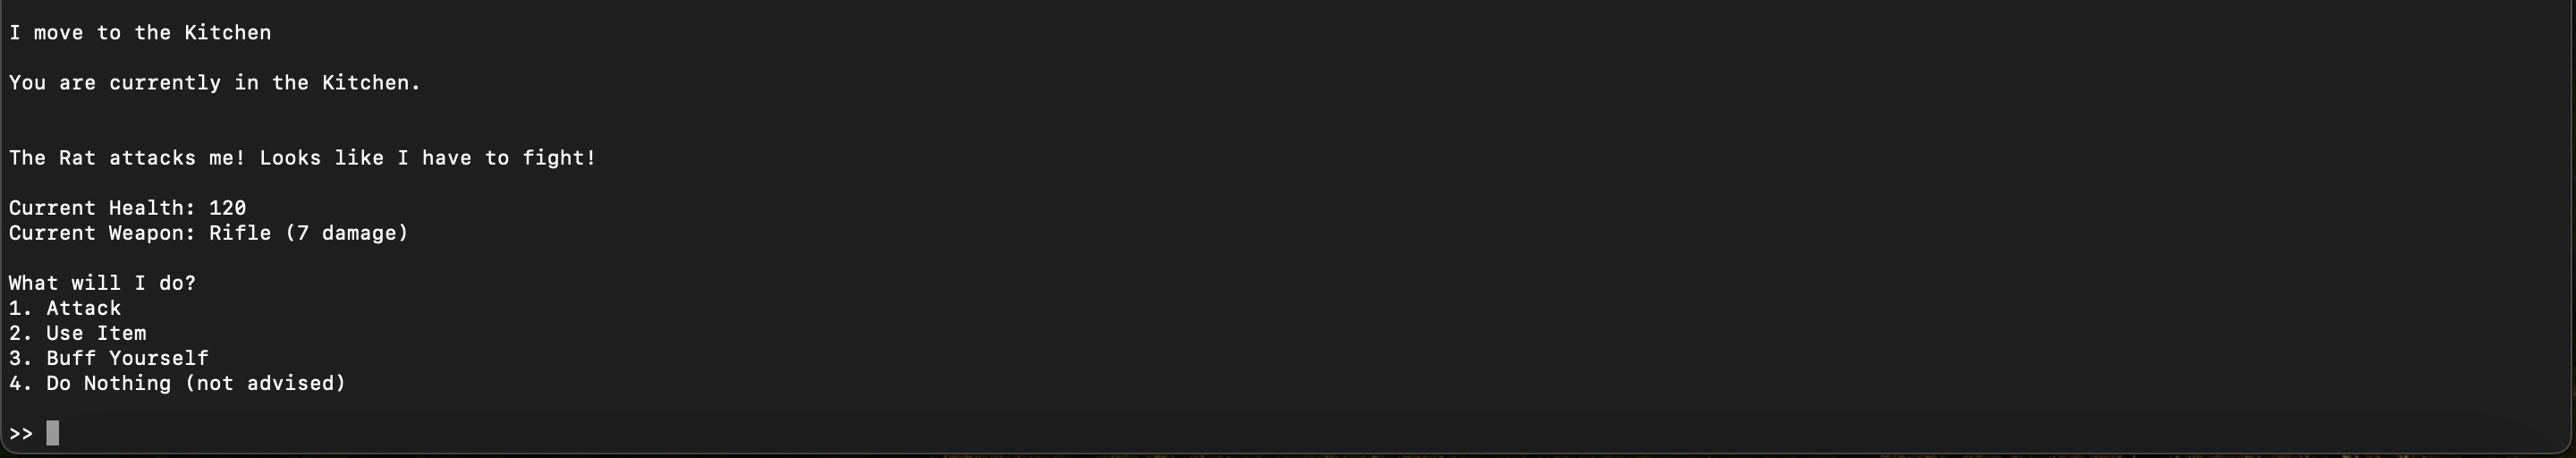 I move to the Kitchen
You are currently in the Kitchen.
The Rat attacks me! Looks like I have to fight!
Current Health: 120
Current Weapon: Rifle (7 damage)
What will I do?
1. Attack
2. Use Item
3. Buff Yourself
4. Do Nothing (not advised)
>>